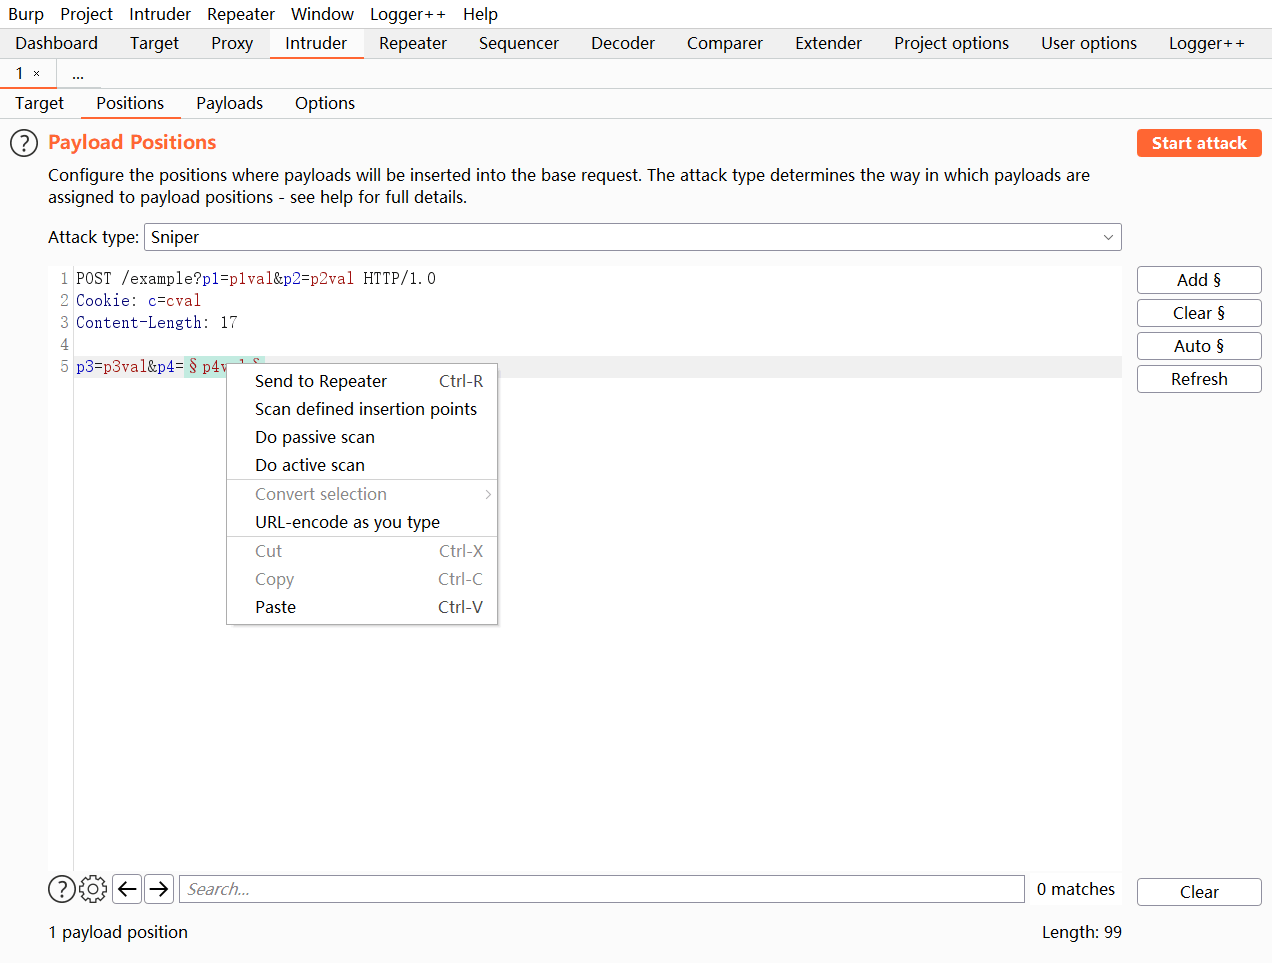 Burp Project Intruder Repeater Window Logger++ Help
Dashboard Target Proxy Intruder Repeater Sequencer Decoder Comparer Extender Project options User options Logger++
1 × ...
Target Positions Payloads Options
? Payload Positions Start attack
Configure the positions where payloads will be inserted into the base request. The attack type determines the way in which payloads are
assigned to payload positions - see help for full details.
Attack type: Sniper
1 POST /example?p1=p1val&p2=p2val HTTP/1.0
2 Cookie: c=cval
3 Content-Length: 17
4
5 p3=p3val&p4=§p4val§
Add §
Clear §
Auto §
Refresh
Send to Repeater Ctrl-R
Scan defined insertion points
Do passive scan
Do active scan
Convert selection
URL-encode as you type
Cut Ctrl-X
Copy Ctrl-C
Paste Ctrl-V
? Search... 0 matches Clear
1 payload position Length: 99